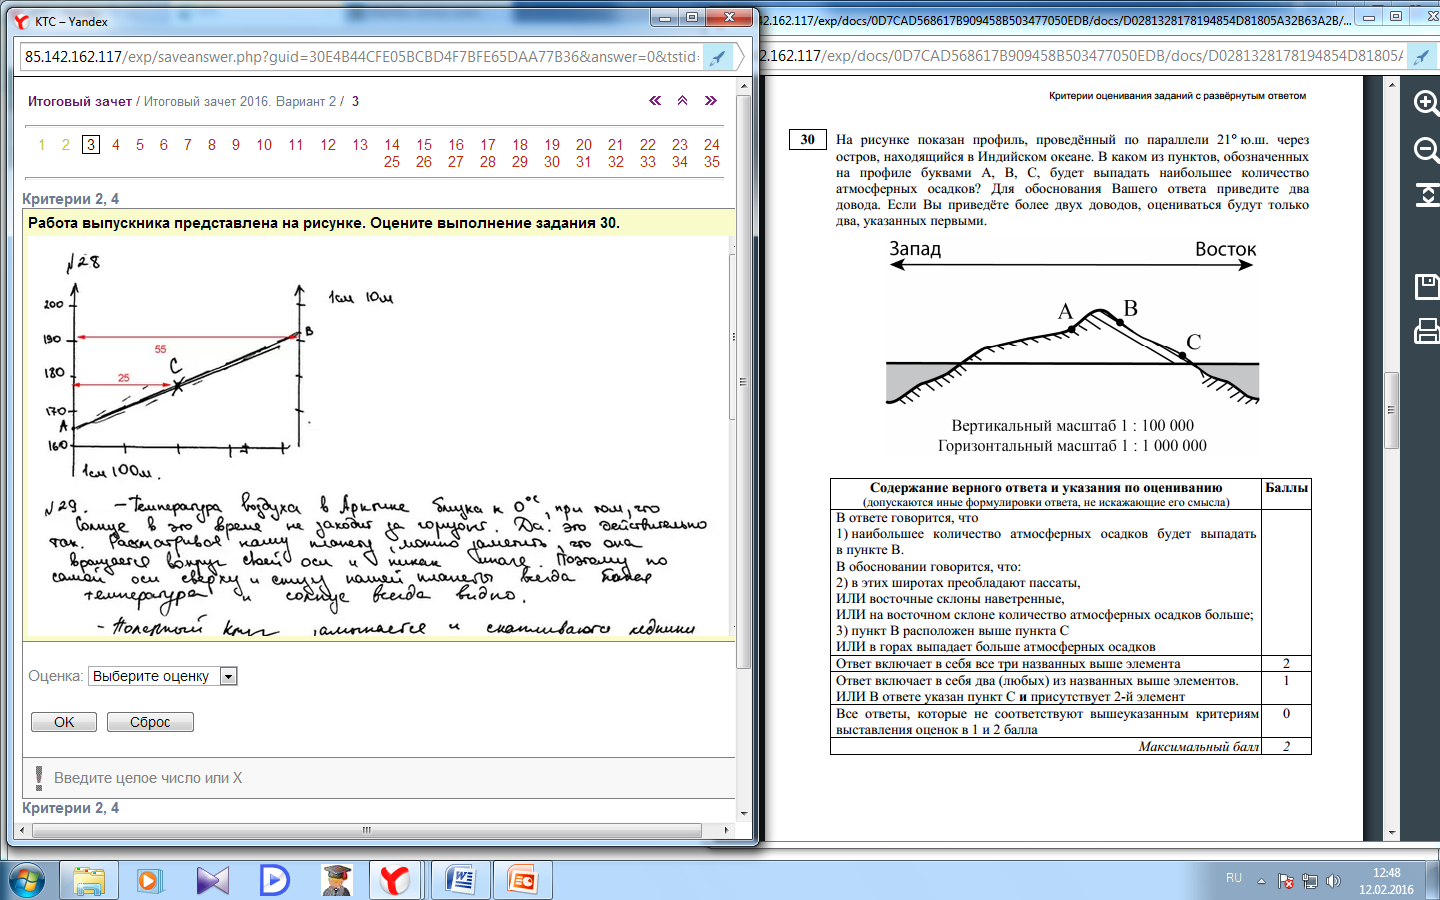 KTC – Yandex
85.142.162.117/exp/saveanswer.php?guid=30E4B44CFE05BCBD4F7BFE65DAA77B36&answer=0&tstid=
Итоговый зачет / Итоговый зачет 2016. Вариант 2 / 3
1 2 3 4 5 6 7 8 9 10 11 12 13 14 15 16 17 18 19 20 21 22 23 24
25 26 27 28 29 30 31 32 33 34 35
Критерии 2, 4
Работа выпускника представлена на рисунке. Оцените выполнение задания 30.
№28
200
190
180
170
160
A
B
C
55
25
1см 10м
1см 100м.
№29. – Температура воздуха в Арктике близка к 0°С, при том, что
солнце в это время не заходит за горизонт. Да. это действительно
так. Рассматривая нашу планету, можно заметить, что она
вращается вокруг своей оси и никак иначе. Поэтому по
самой оси сверху и снизу нашей планеты всегда
температура и солнце всегда видно.
– Полярный круг и скапливаются ледники
Оценка: Выберите оценку
OK
Сброс
Введите целое число или X
Критерии 2, 4
42.162.117/exp/docs/0D7CAD568617B909458B503477050EDB/docs/D0281328178194854D81805A32B63A2B/...
2.162.117/exp/docs/0D7CAD568617B909458B503477050EDB/docs/D0281328178194854D81805A
Критерии оценивания заданий с развёрнутым ответом
30
На рисунке показан профиль, проведённый по параллели 21° ю.ш. через
остров, находящийся в Индийском океане. В каком из пунктов, обозначенных
на профиле буквами А, В, С, будет выпадать наибольшее количество
атмосферных осадков? Для обоснования Вашего ответа приведите два
довода. Если Вы приведёте более двух доводов, оцениваться будут только
два, указанных первыми.
Запад
Восток
A
B
C
Вертикальный масштаб 1 : 100 000
Горизонтальный масштаб 1 : 1 000 000
Содержание верного ответа и указания по оцениванию Баллы
(допускаются иные формулировки ответа, не искажающие его смысла)
В ответе говорится, что
1) наибольшее количество атмосферных осадков будет выпадать
в пункте В.
В обосновании говорится, что:
2) в этих широтах преобладают пассаты,
ИЛИ восточные склоны наветренные,
ИЛИ на восточном склоне количество атмосферных осадков больше;
3) пункт В расположен выше пункта С
ИЛИ в горах выпадает больше атмосферных осадков
Ответ включает в себя все три названных выше элемента 2
Ответ включает в себя два (любых) из названных выше элементов. 1
ИЛИ В ответе указан пункт С и присутствует 2-й элемент
Все ответы, которые не соответствуют вышеуказанным критериям 0
выставления оценок в 1 и 2 балла
Максимальный балл 2
RU
12:48
12.02.2016